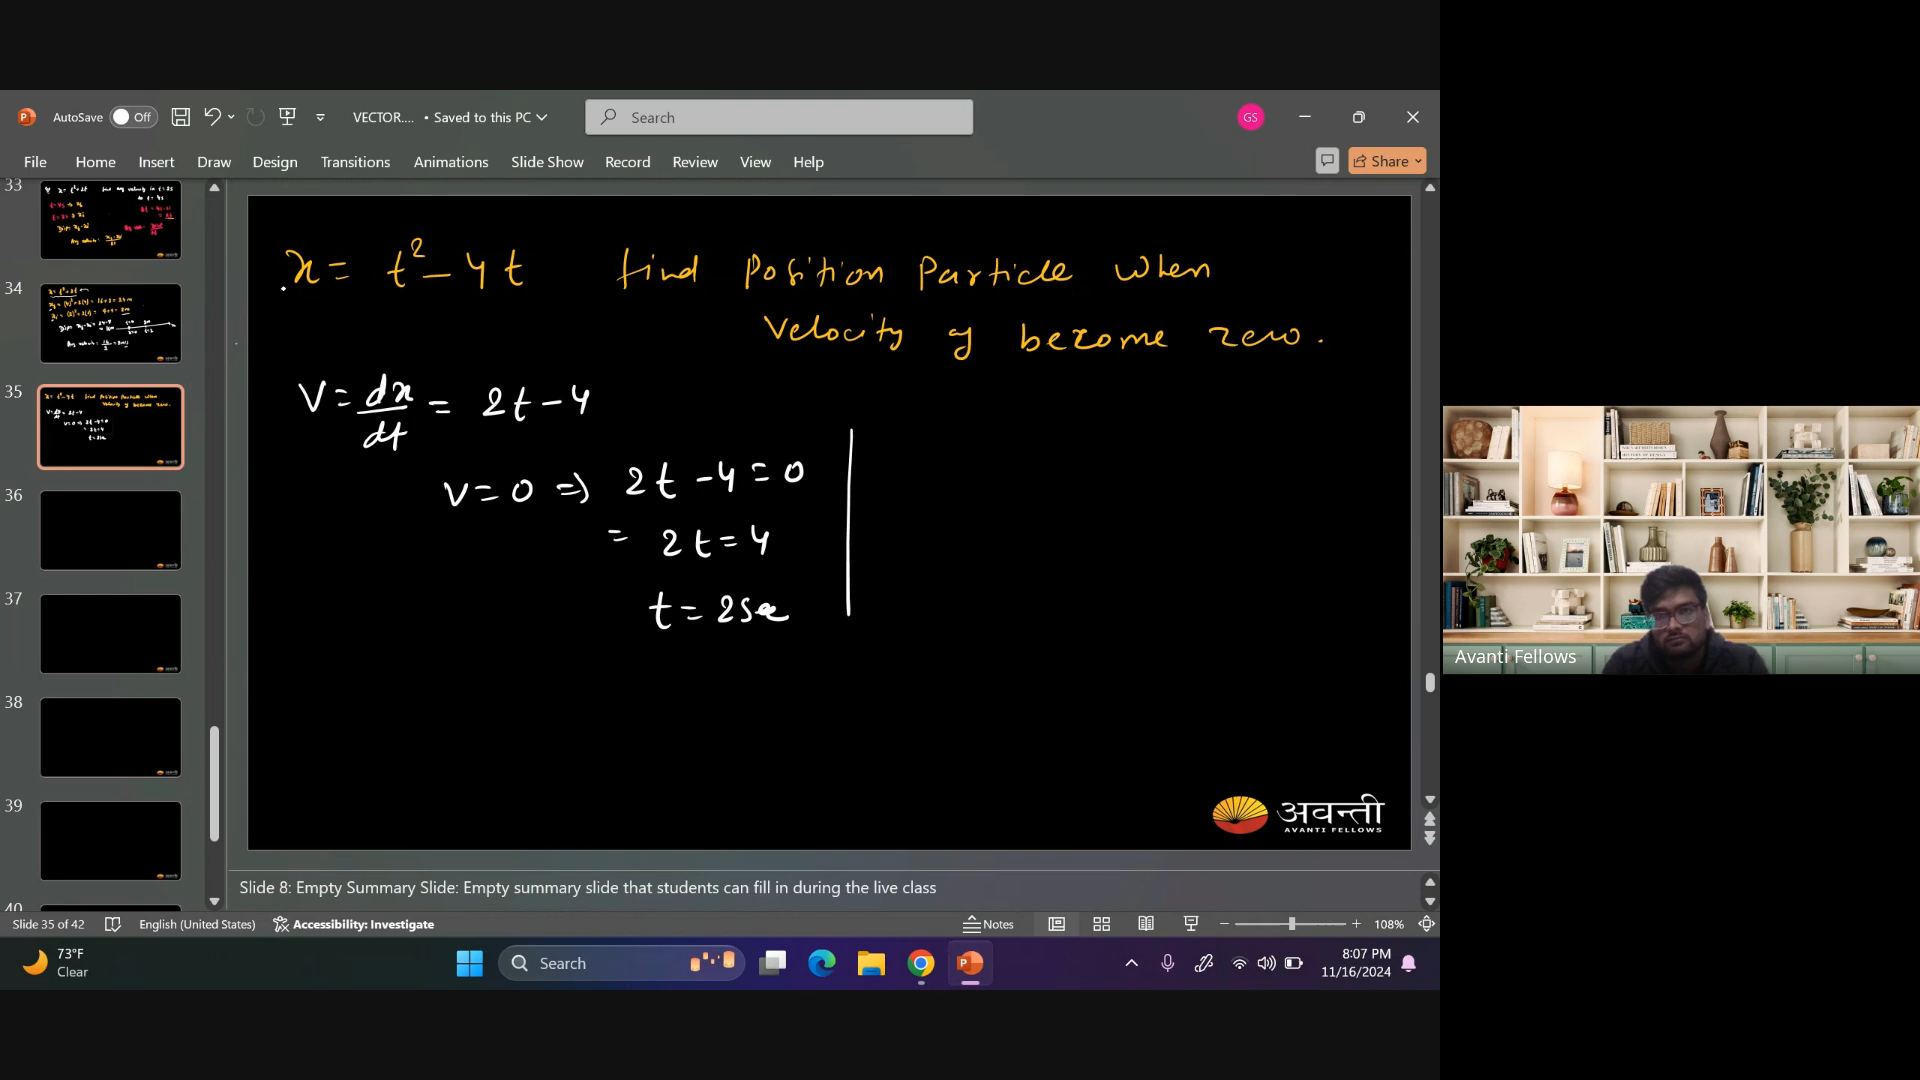 AutoSave Off VECTOR.... • Saved to this PC Search GS
File Home Insert Draw Design Transitions Animations Slide Show Record Review View Help Share
33
34
35
36
37
38
39
40
x = t² – 4t find Position Particle when
velocity of become zero.
V = dx/dt = 2t – 4
v = 0 ⇒ 2t – 4 = 0
= 2t = 4
t = 2sec
अवन्ती
AVANTI FELLOWS
Avanti Fellows
Slide 8: Empty Summary Slide: Empty summary slide that students can fill in during the live class
Slide 35 of 42 English (United States) Accessibility: Investigate Notes 108%
73°F
Clear
Search
8:07 PM
11/16/2024